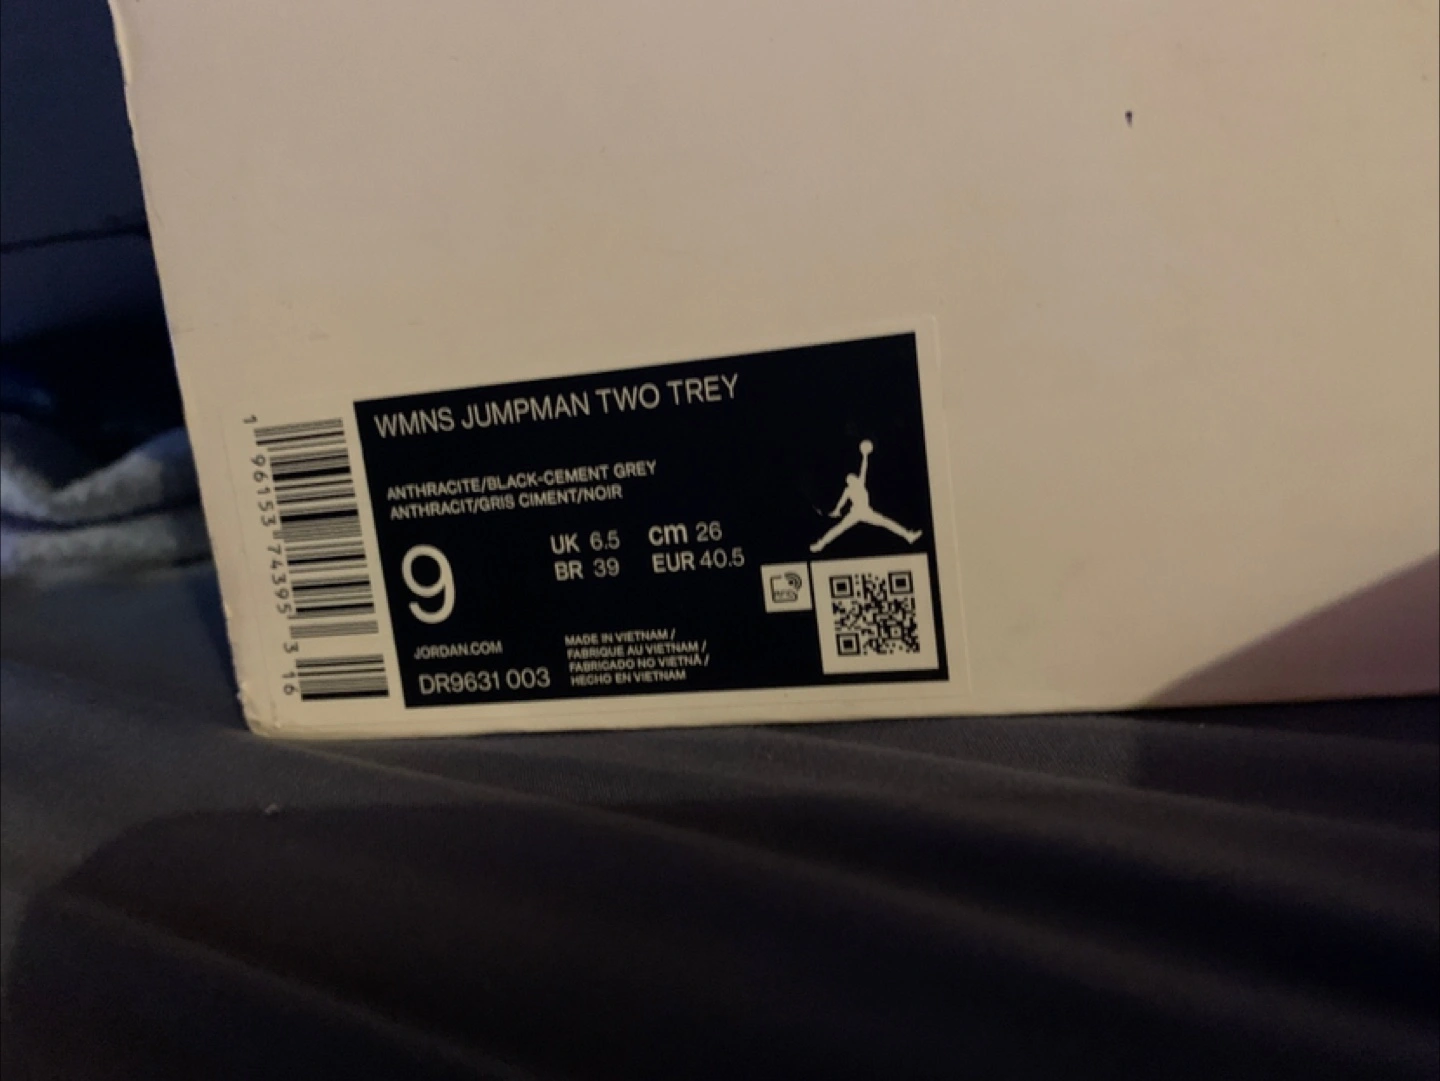 WMNS JUMPMAN TWO TREY
ANTHRACITE/BLACK-CEMENT GREY
ANTHRACIT/GRIS CIMENT/NOIR
9
UK 6.5 cm 26
BR 39 EUR 40.5
JORDAN.COM
DR9631 003
MADE IN VIETNAM /
FABRIQUE AU VIETNAM /
FABRICADO NO VIETNÃ /
HECHO EN VIETNAM
1 96153 74395 3 16